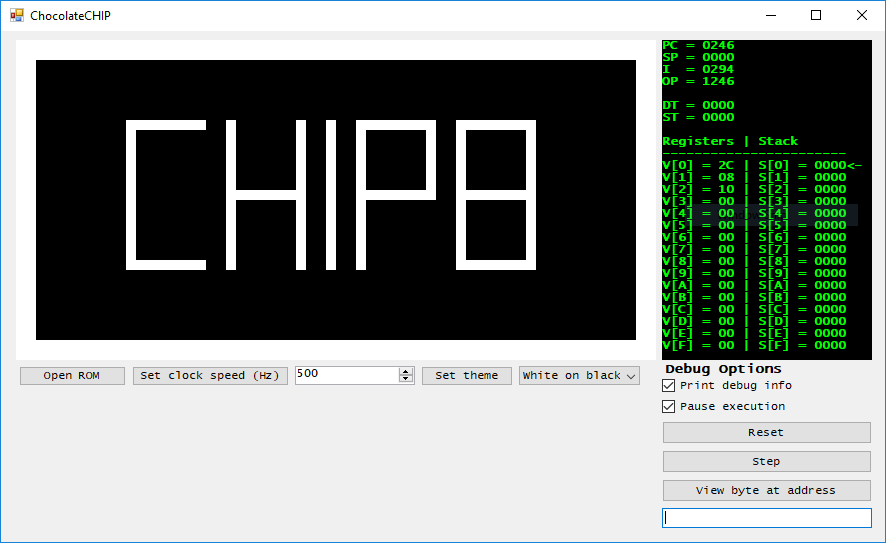 ChocolateCHIP
CHIP8
PC = 0246
SP = 0000
I  = 0294
OP = 1246
DT = 0000
ST = 0000
Registers | Stack
-----------------------
V[0] = 2C | S[0] = 0000<-
V[1] = 08 | S[1] = 0000
V[2] = 10 | S[2] = 0000
V[3] = 00 | S[3] = 0000
V[4] = 00 | S[4] = 0000
V[5] = 00 | S[5] = 0000
V[6] = 00 | S[6] = 0000
V[7] = 00 | S[7] = 0000
V[8] = 00 | S[8] = 0000
V[9] = 00 | S[9] = 0000
V[A] = 00 | S[A] = 0000
V[B] = 00 | S[B] = 0000
V[C] = 00 | S[C] = 0000
V[D] = 00 | S[D] = 0000
V[E] = 00 | S[E] = 0000
V[F] = 00 | S[F] = 0000
Open ROM Set clock speed (Hz) 500 Set theme White on black
Debug Options
Print debug info
Pause execution
Reset
Step
View byte at address